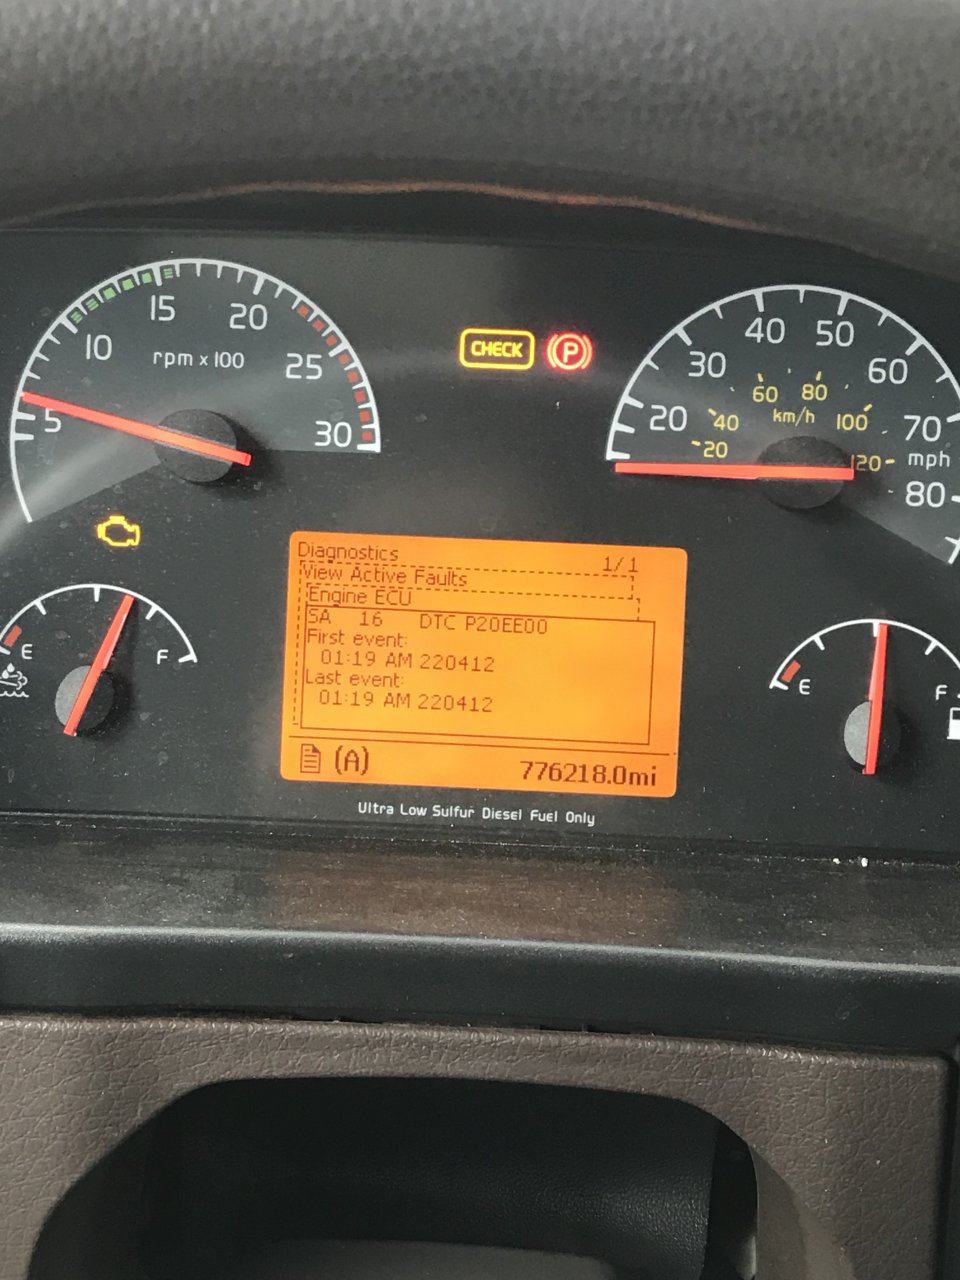 5
10
15
20
25
30
rpm x 100
CHECK
P
20
30
40
50
60
70
80
mph
20
40
60
80
100
120
km/h
E
F
Diagnostics 1/1
View Active Faults
Engine ECU
SA 16 DTC P20EE00
First event:
01:19 AM 220412
Last event:
01:19 AM 220412
(A) 776218.0mi
E
F
Ultra Low Sulfur Diesel Fuel Only